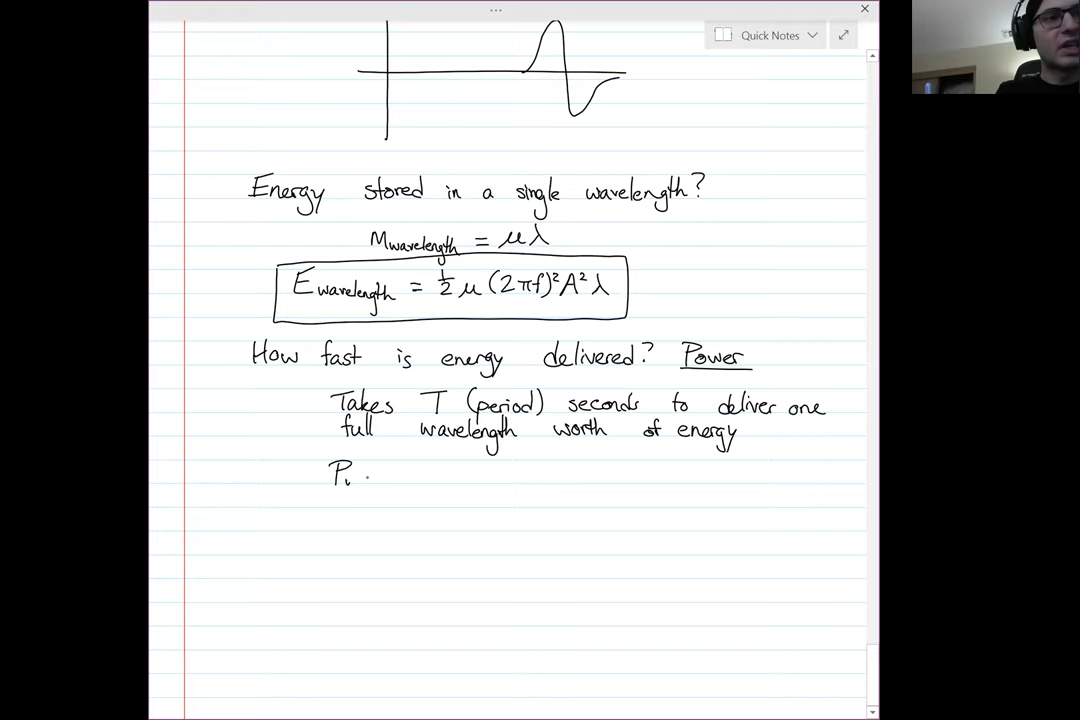 Quick Notes
Energy stored in a single wavelength?
Mwavelength = μλ
Ewavelength = ½ μ (2πf)² A² λ
How fast is energy delivered? Power
Takes T (period) seconds to deliver one
full wavelength worth of energy
P